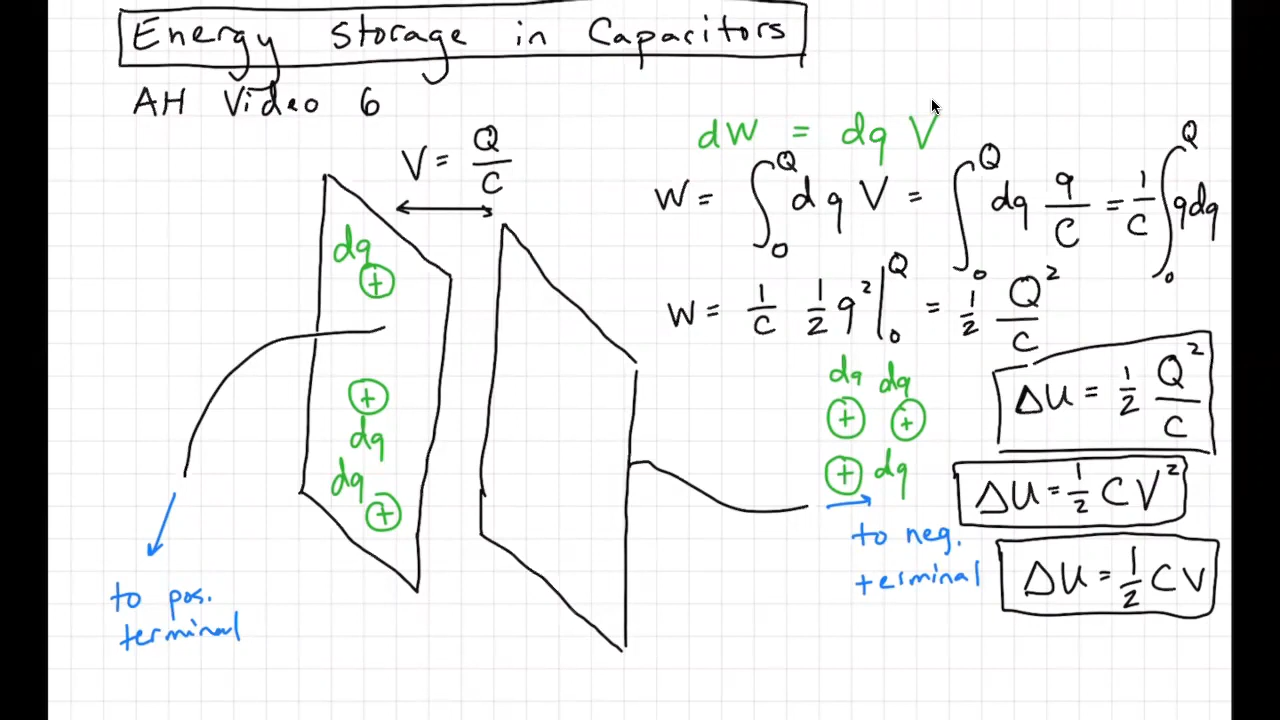 Energy Storage in Capacitors
AH Video 6
V = Q/C
dW = dq V
W = ∫₀^Q dq V = ∫₀^Q dq q/C = 1/C ∫₀^Q q dq
W = 1/C 1/2 q² |₀^Q = 1/2 Q²/C
dq
+
+
dq
dq
+
dq dq
+ +
+ dq
ΔU = 1/2 Q²/C
ΔU = 1/2 CV²
ΔU = 1/2 CV
to pos.
terminal
to neg.
terminal